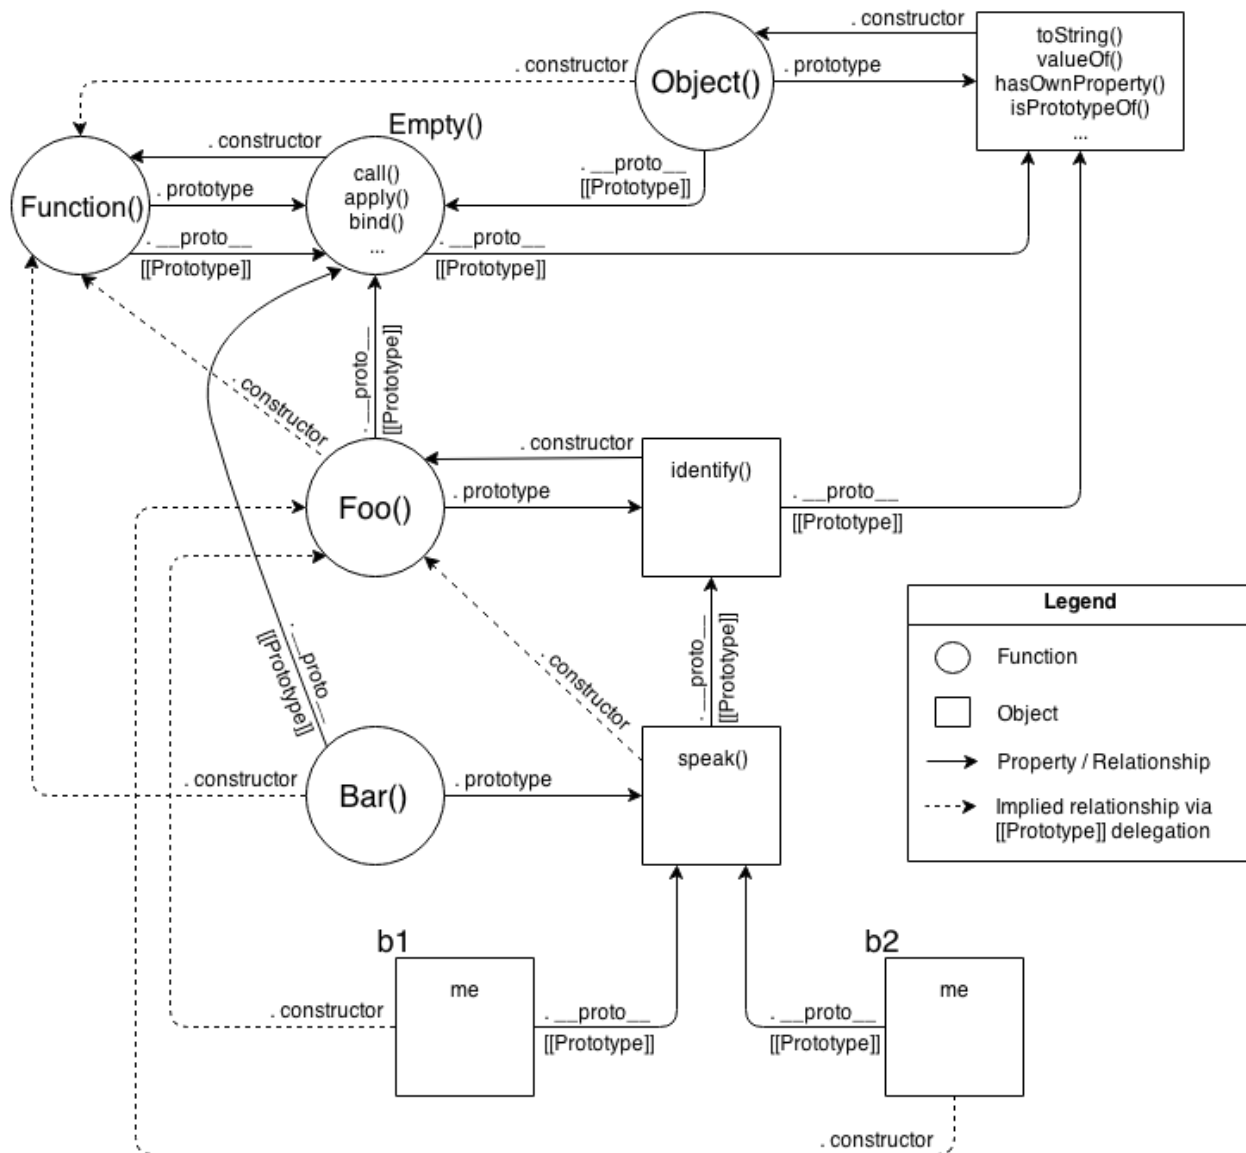 . constructor
toString()
valueOf()
hasOwnProperty()
isPrototypeOf()
...
. constructor
Object()
. prototype
Empty()
. constructor
call()
apply()
bind()
...
. __proto__
[[Prototype]]
Function()
. prototype
. __proto__
[[Prototype]]
. __proto__
[[Prototype]]
. __proto__
[[Prototype]]
. constructor
. constructor
identify()
Foo()
. prototype
. __proto__
[[Prototype]]
Legend
Function
Object
Property / Relationship
Implied relationship via
[[Prototype]] delegation
. __proto__
[[Prototype]]
. constructor
. __proto__
[[Prototype]]
speak()
. constructor
Bar()
. prototype
b1
me
. constructor
. __proto__
[[Prototype]]
b2
me
. __proto__
[[Prototype]]
. constructor